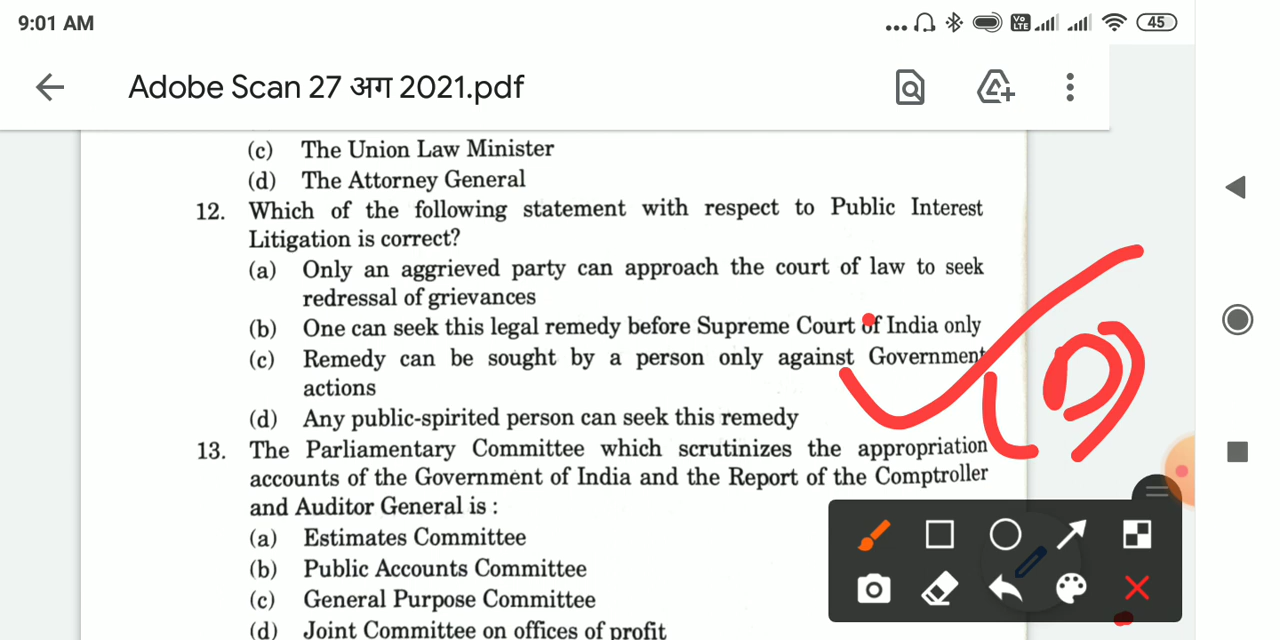 9:01 AM
Vo LTE
45
Adobe Scan 27 अग 2021.pdf
(c) The Union Law Minister
(d) The Attorney General
12. Which of the following statement with respect to Public Interest
Litigation is correct?
(a) Only an aggrieved party can approach the court of law to seek
redressal of grievances
(b) One can seek this legal remedy before Supreme Court of India only
(c) Remedy can be sought by a person only against Government
actions
(d) Any public-spirited person can seek this remedy
(D)
13. The Parliamentary Committee which scrutinizes the appropriation
accounts of the Government of India and the Report of the Comptroller
and Auditor General is :
(a) Estimates Committee
(b) Public Accounts Committee
(c) General Purpose Committee
(d) Joint Committee on offices of profit